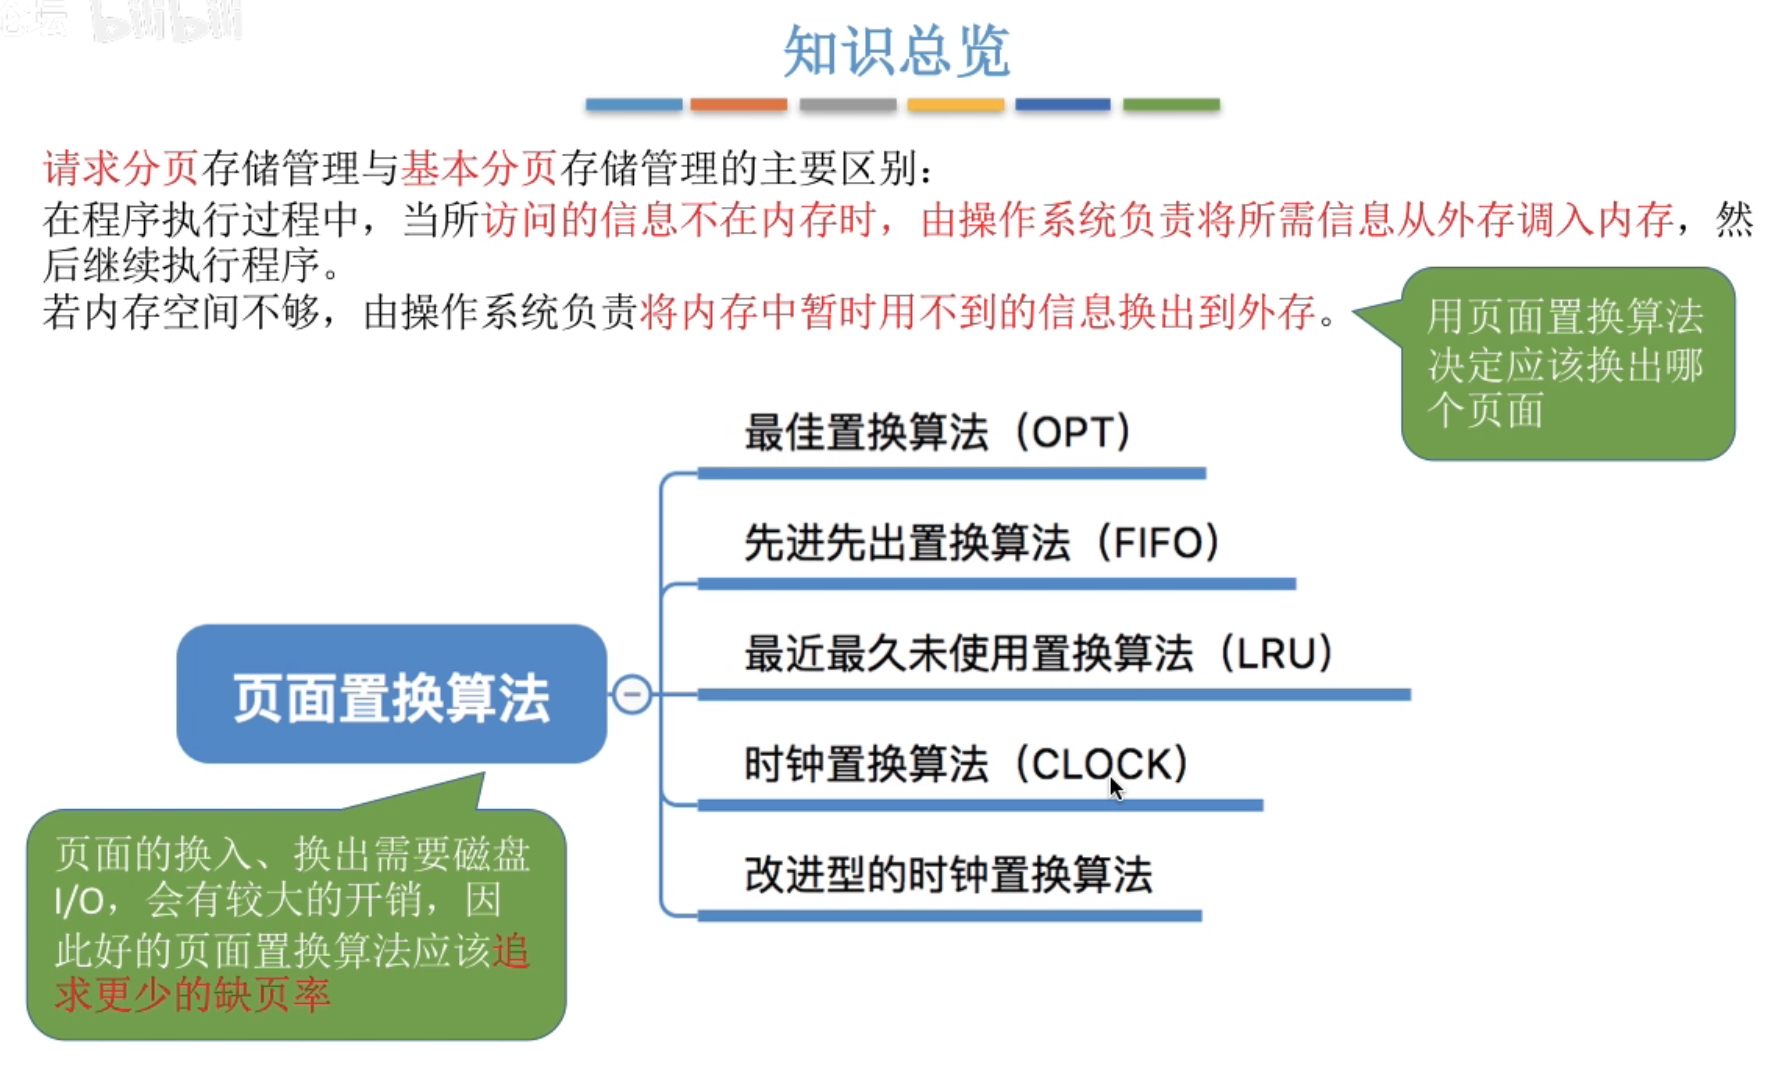 bilibili
知识总览
请求分页存储管理与基本分页存储管理的主要区别：
在程序执行过程中，当所访问的信息不在内存时，由操作系统负责将所需信息从外存调入内存，然
后继续执行程序。
若内存空间不够，由操作系统负责将内存中暂时用不到的信息换出到外存。
用页面置换算法
决定应该换出哪
个页面
最佳置换算法（OPT）
先进先出置换算法（FIFO）
最近最久未使用置换算法（LRU）
页面置换算法
时钟置换算法（CLOCK）
改进型的时钟置换算法
页面的换入、换出需要磁盘
I/O，会有较大的开销，因
此好的页面置换算法应该追
求更少的缺页率